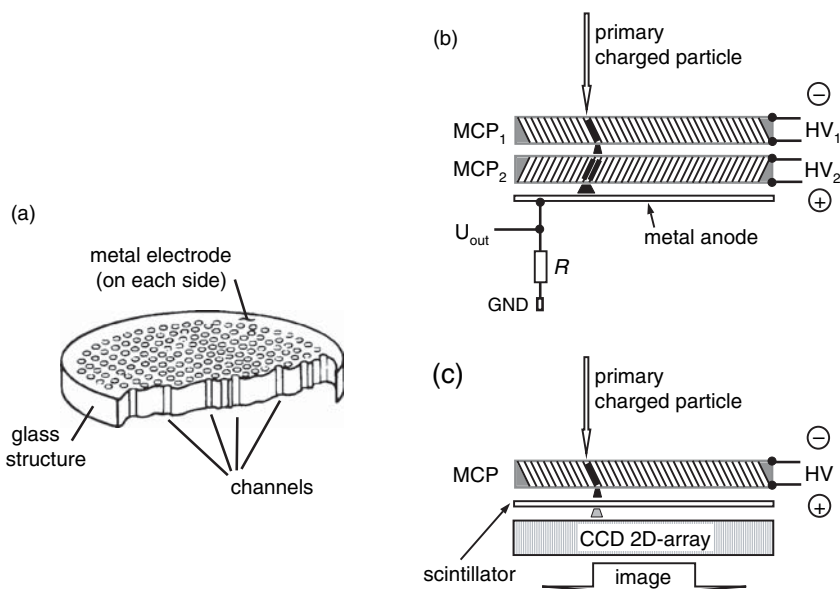 (a)
metal electrode
(on each side)
glass
structure
channels
(b)
primary
charged particle
MCP1
HV1
MCP2
HV2
metal anode
Uout
R
GND
(c)
primary
charged particle
MCP
HV
CCD 2D-array
scintillator
image